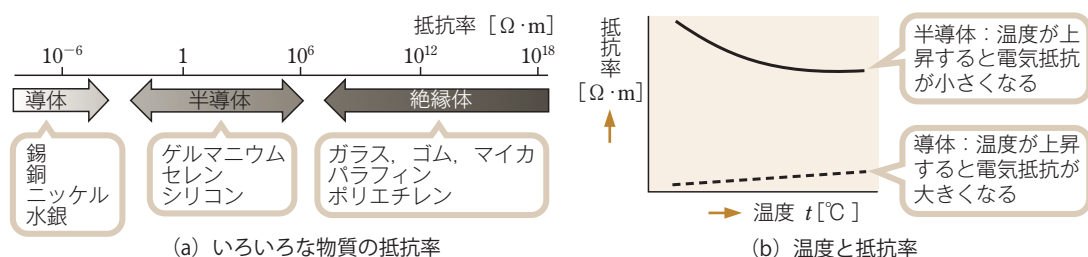 抵抗率［Ω·m］
10⁻⁶ 1 10⁶ 10¹² 10¹⁸
導体 半導体 絶縁体
錫
銅
ニッケル
水銀
ゲルマニウム
セレン
シリコン
ガラス，ゴム，マイカ
パラフィン
ポリエチレン
(a) いろいろな物質の抵抗率
抵抗率
［Ω·m］
半導体：温度が上
昇すると電気抵抗
が小さくなる
導体：温度が上昇
すると電気抵抗が
大きくなる
温度 t［℃］
(b) 温度と抵抗率